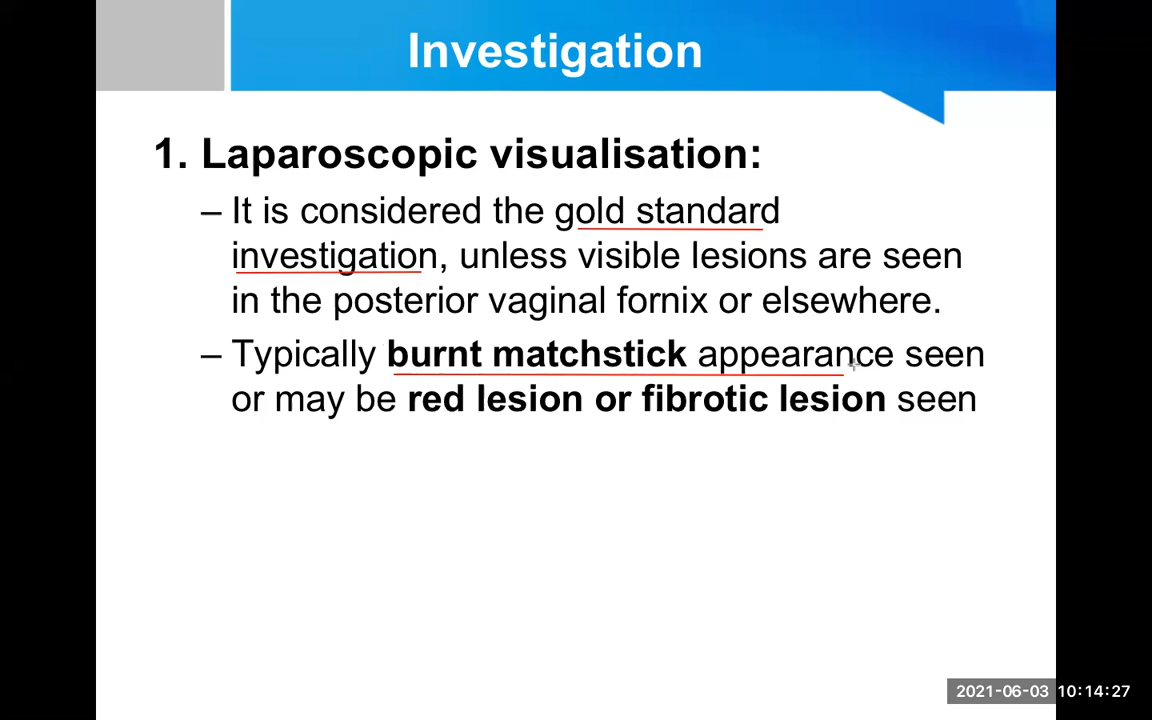 Investigation
1. Laparoscopic visualisation:
– It is considered the gold standard
investigation, unless visible lesions are seen
in the posterior vaginal fornix or elsewhere.
– Typically burnt matchstick appearance seen
or may be red lesion or fibrotic lesion seen
2021-06-03 10:14:27